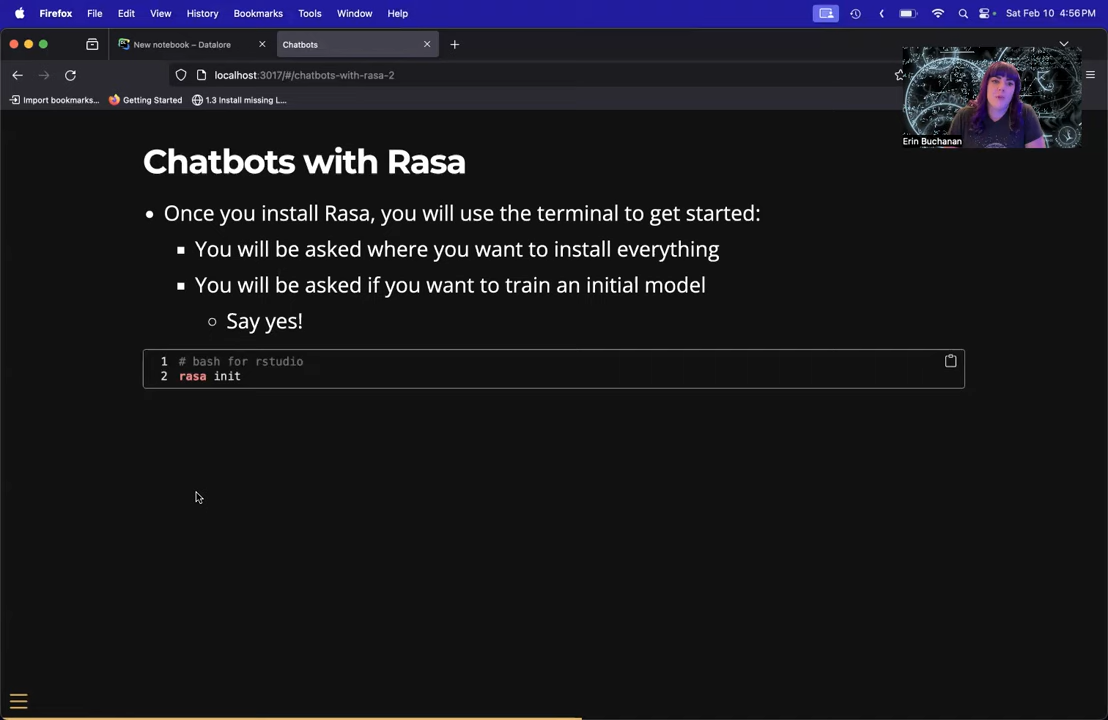 Firefox File Edit View History Bookmarks Tools Window Help Sat Feb 10 4:56 PM
New notebook – Datalore
Chatbots
localhost:3017/#/chatbots-with-rasa-2
Import bookmarks... Getting Started 1.3 Install missing L...
Erin Buchanan
Chatbots with Rasa
Once you install Rasa, you will use the terminal to get started:
You will be asked where you want to install everything
You will be asked if you want to train an initial model
Say yes!
1 # bash for rstudio
2 rasa init